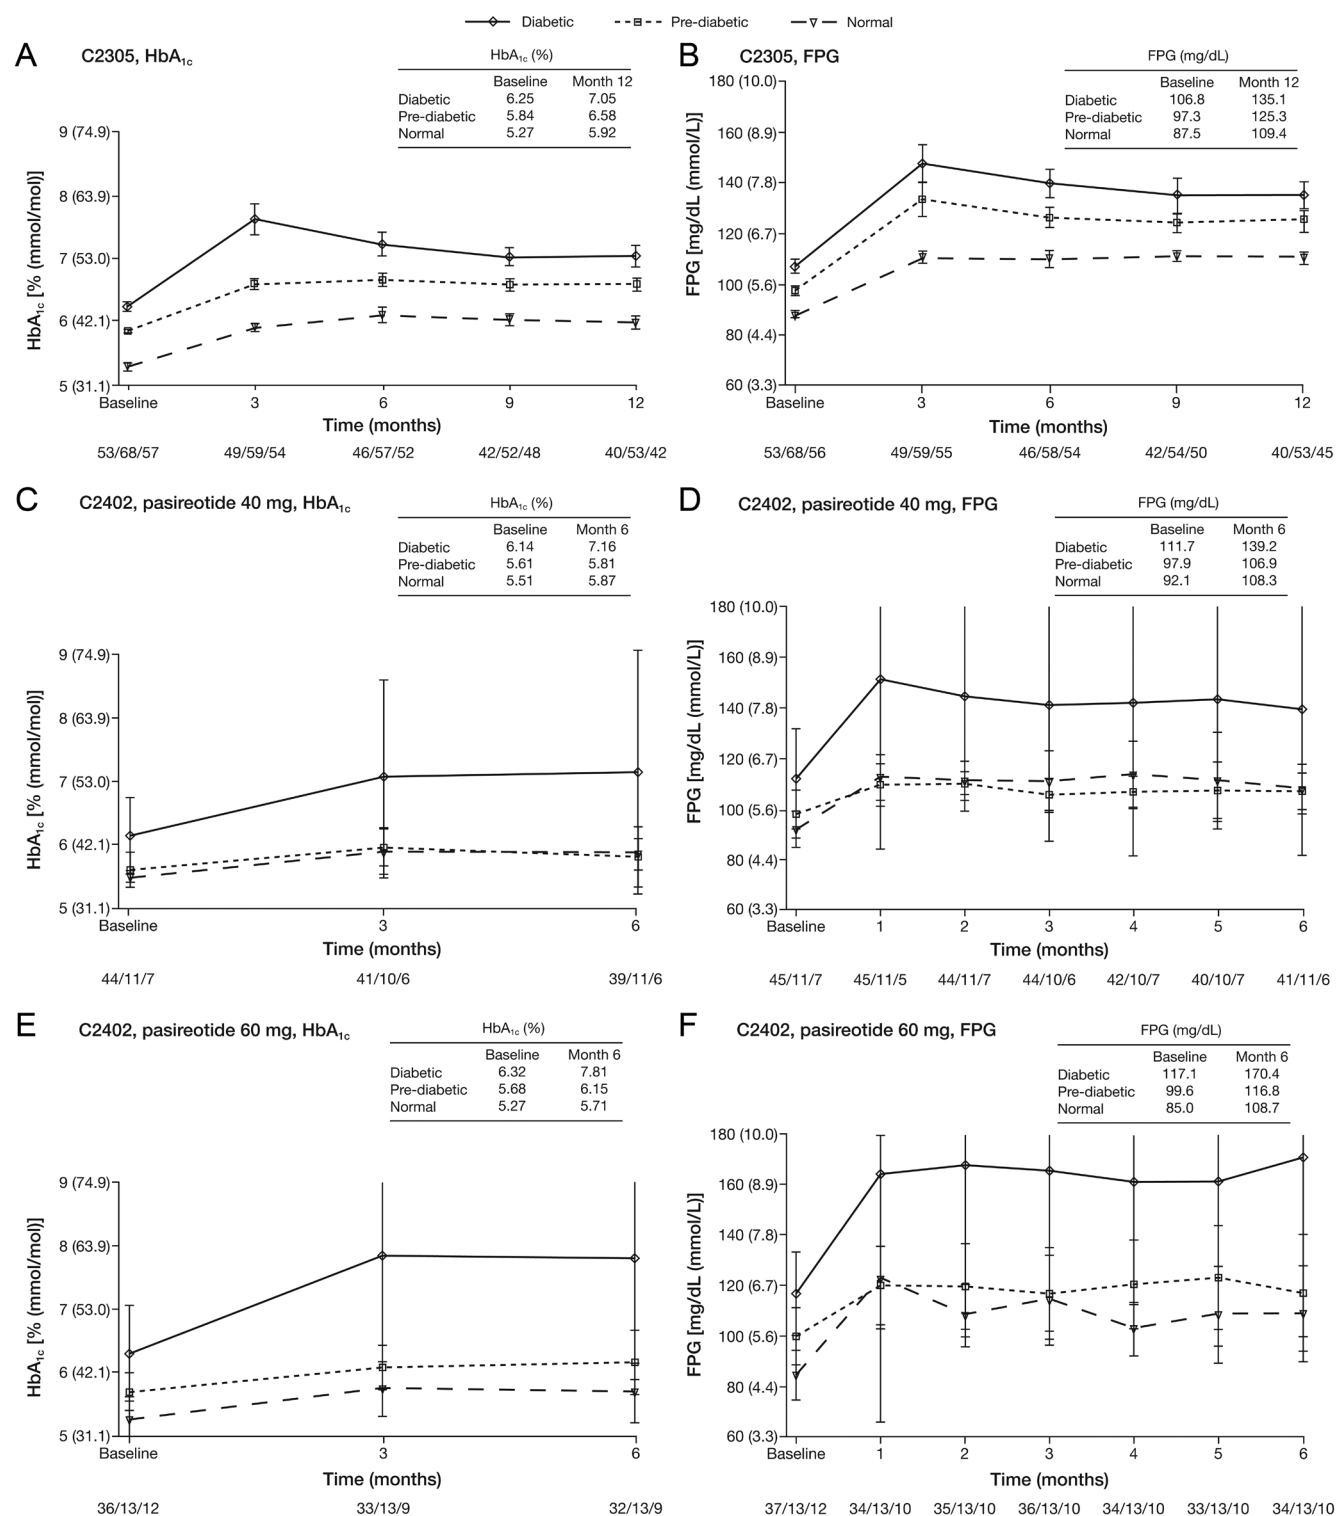 Diabetic Pre-diabetic Normal
A C2305, HbA1c
HbA1c (%)
Baseline Month 12
Diabetic 6.25 7.05
Pre-diabetic 5.84 6.58
Normal 5.27 5.92
HbA1c [% (mmol/mol)]
9 (74.9)
8 (63.9)
7 (53.0)
6 (42.1)
5 (31.1)
Baseline 3 6 9 12
Time (months)
53/68/57 49/59/54 46/57/52 42/52/48 40/53/42
B C2305, FPG
FPG (mg/dL)
Baseline Month 12
Diabetic 106.8 135.1
Pre-diabetic 97.3 125.3
Normal 87.5 109.4
FPG [mg/dL (mmol/L)]
180 (10.0)
160 (8.9)
140 (7.8)
120 (6.7)
100 (5.6)
80 (4.4)
60 (3.3)
Baseline 3 6 9 12
Time (months)
53/68/56 49/59/55 46/58/54 42/54/50 40/53/45
C C2402, pasireotide 40 mg, HbA1c
HbA1c (%)
Baseline Month 6
Diabetic 6.14 7.16
Pre-diabetic 5.61 5.81
Normal 5.51 5.87
HbA1c [% (mmol/mol)]
9 (74.9)
8 (63.9)
7 (53.0)
6 (42.1)
5 (31.1)
Baseline 3 6
Time (months)
44/11/7 41/10/6 39/11/6
D C2402, pasireotide 40 mg, FPG
FPG (mg/dL)
Baseline Month 6
Diabetic 111.7 139.2
Pre-diabetic 97.9 106.9
Normal 92.1 108.3
FPG [mg/dL (mmol/L)]
180 (10.0)
160 (8.9)
140 (7.8)
120 (6.7)
100 (5.6)
80 (4.4)
60 (3.3)
Baseline 1 2 3 4 5 6
Time (months)
45/11/7 45/11/5 44/11/7 44/10/6 42/10/7 40/10/7 41/11/6
E C2402, pasireotide 60 mg, HbA1c
HbA1c (%)
Baseline Month 6
Diabetic 6.32 7.81
Pre-diabetic 5.68 6.15
Normal 5.27 5.71
HbA1c [% (mmol/mol)]
9 (74.9)
8 (63.9)
7 (53.0)
6 (42.1)
5 (31.1)
Baseline 3 6
Time (months)
36/13/12 33/13/9 32/13/9
F C2402, pasireotide 60 mg, FPG
FPG (mg/dL)
Baseline Month 6
Diabetic 117.1 170.4
Pre-diabetic 99.6 116.8
Normal 85.0 108.7
FPG [mg/dL (mmol/L)]
180 (10.0)
160 (8.9)
140 (7.8)
120 (6.7)
100 (5.6)
80 (4.4)
60 (3.3)
Baseline 1 2 3 4 5 6
Time (months)
37/13/12 34/13/10 35/13/10 36/13/10 34/13/10 33/13/10 34/13/10